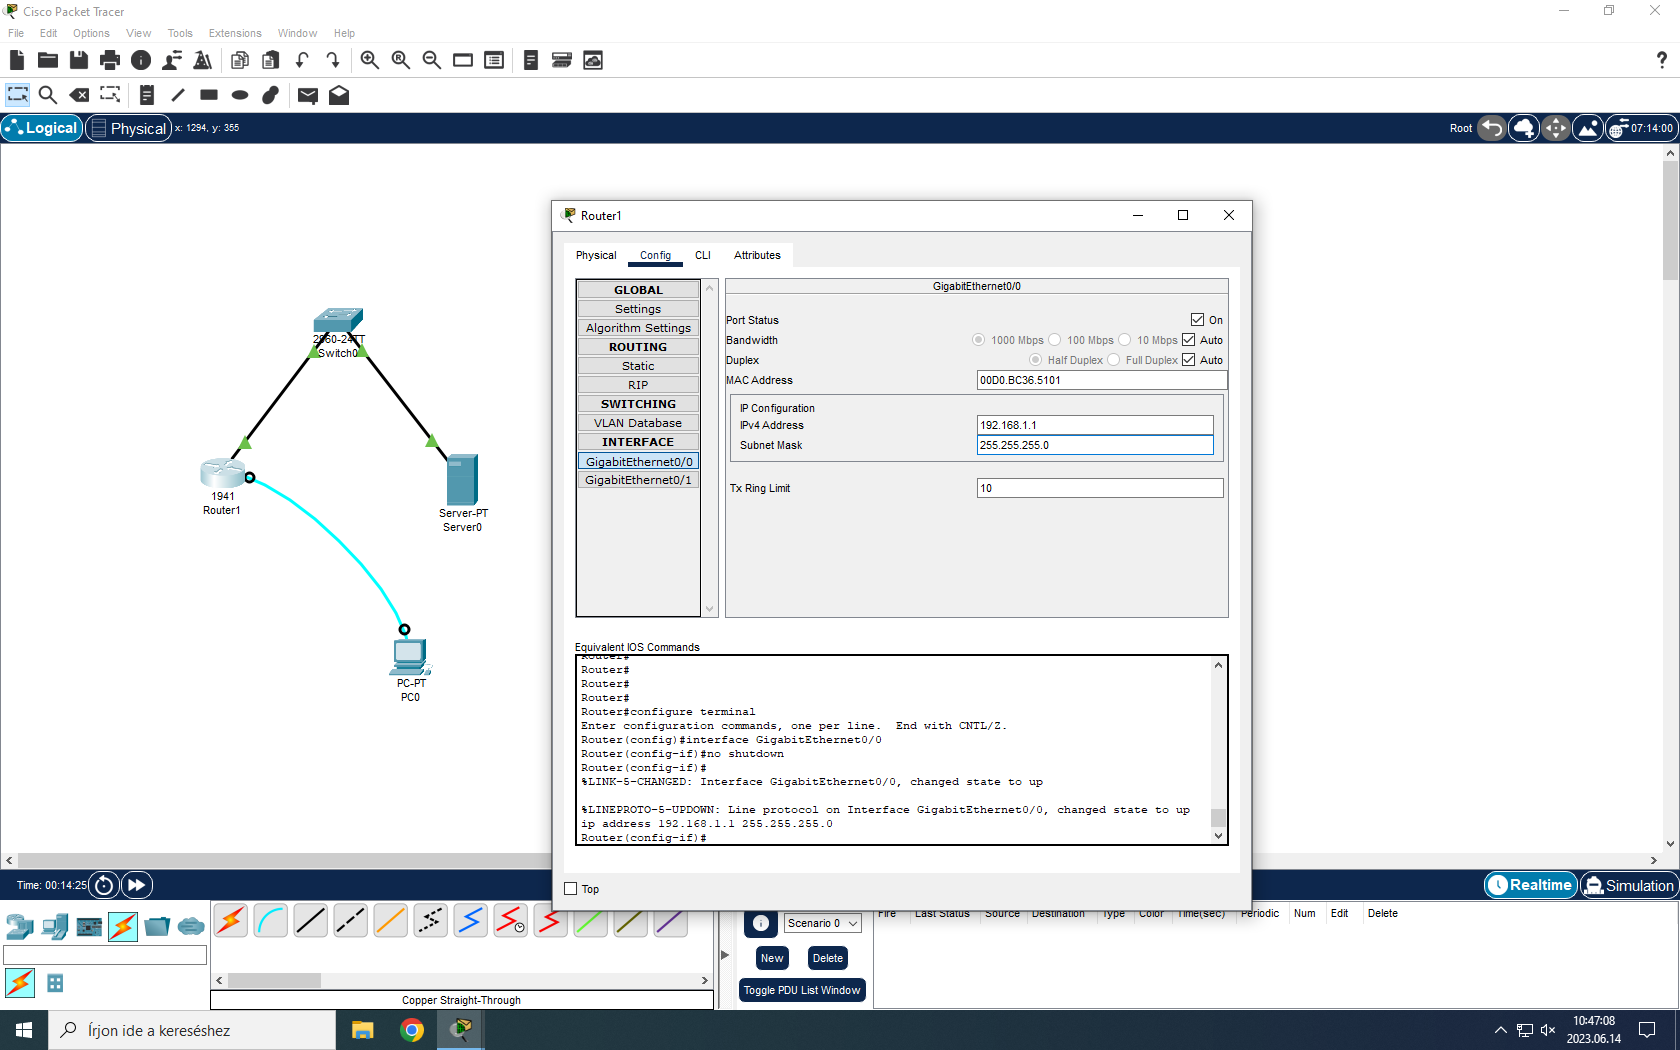 Cisco Packet Tracer
File Edit Options View Tools Extensions Window Help
Logical Physical x: 1294, y: 355 Root 07:14:00
2960-24TT
Switch0
1941
Router1
Server-PT
Server0
PC-PT
PC0
Router1
Physical Config CLI Attributes
GLOBAL
Settings
Algorithm Settings
ROUTING
Static
RIP
SWITCHING
VLAN Database
INTERFACE
GigabitEthernet0/0
GigabitEthernet0/1
GigabitEthernet0/0
Port Status On
Bandwidth 1000 Mbps 100 Mbps 10 Mbps Auto
Duplex Half Duplex Full Duplex Auto
MAC Address 00D0.BC36.5101
IP Configuration
IPv4 Address 192.168.1.1
Subnet Mask 255.255.255.0
Tx Ring Limit 10
Equivalent IOS Commands
Router#
Router#
Router#
Router#
Router#configure terminal
Enter configuration commands, one per line.  End with CNTL/Z.
Router(config)#interface GigabitEthernet0/0
Router(config-if)#no shutdown
Router(config-if)#
%LINK-5-CHANGED: Interface GigabitEthernet0/0, changed state to up
%LINEPROTO-5-UPDOWN: Line protocol on Interface GigabitEthernet0/0, changed state to up
ip address 192.168.1.1 255.255.255.0
Router(config-if)#
Top
Time: 00:14:25 Realtime Simulation
Scenario 0
Fire Last Status Source Destination Type Color Time(sec) Periodic Num Edit Delete
New Delete
Toggle PDU List Window
Copper Straight-Through
Írjon ide a kereséshez
10:47:08
2023.06.14